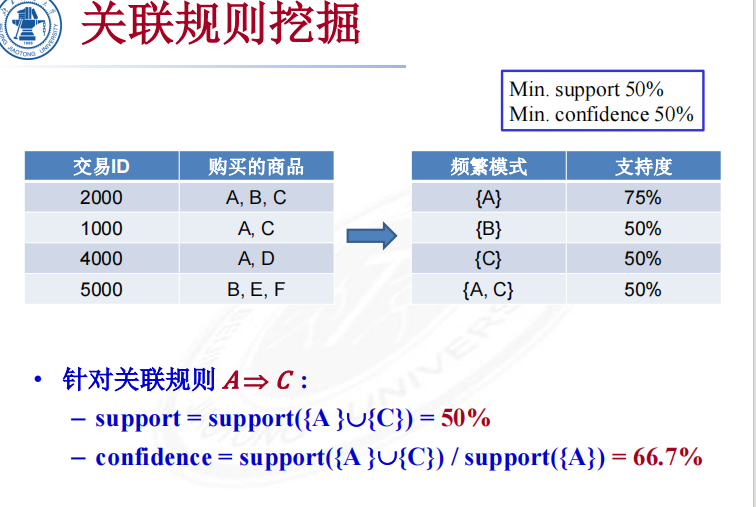 关联规则挖掘
Min. support 50%
Min. confidence 50%
交易ID 购买的商品
2000 A, B, C
1000 A, C
4000 A, D
5000 B, E, F
频繁模式 支持度
{A} 75%
{B} 50%
{C} 50%
{A, C} 50%
• 针对关联规则 A⇒ C :
– support = support({A }∪{C}) = 50%
– confidence = support({A }∪{C}) / support({A}) = 66.7%
JIAOTONG UNIVERSITY